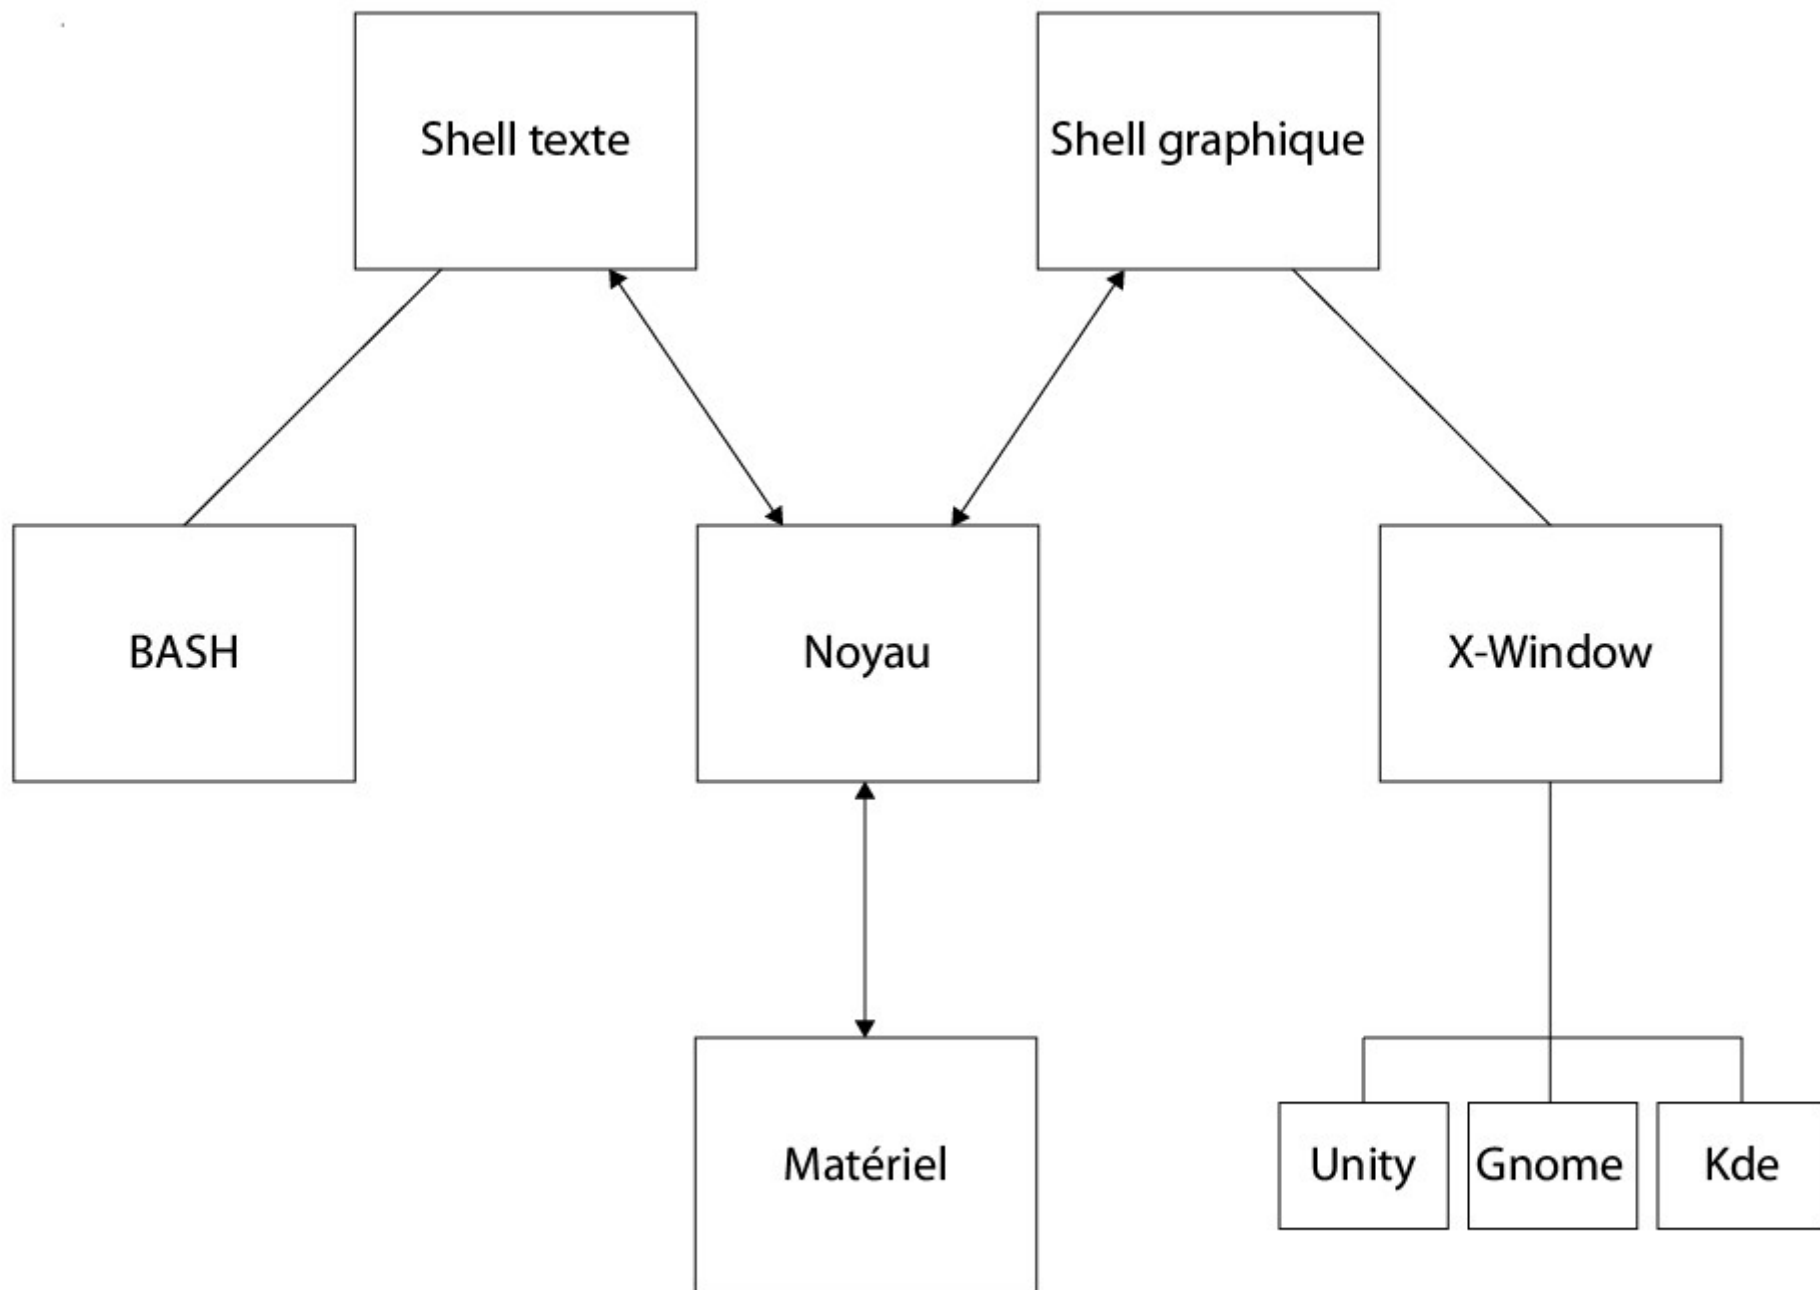 Shell texte
Shell graphique
BASH
Noyau
X-Window
Matériel
Unity
Gnome
Kde